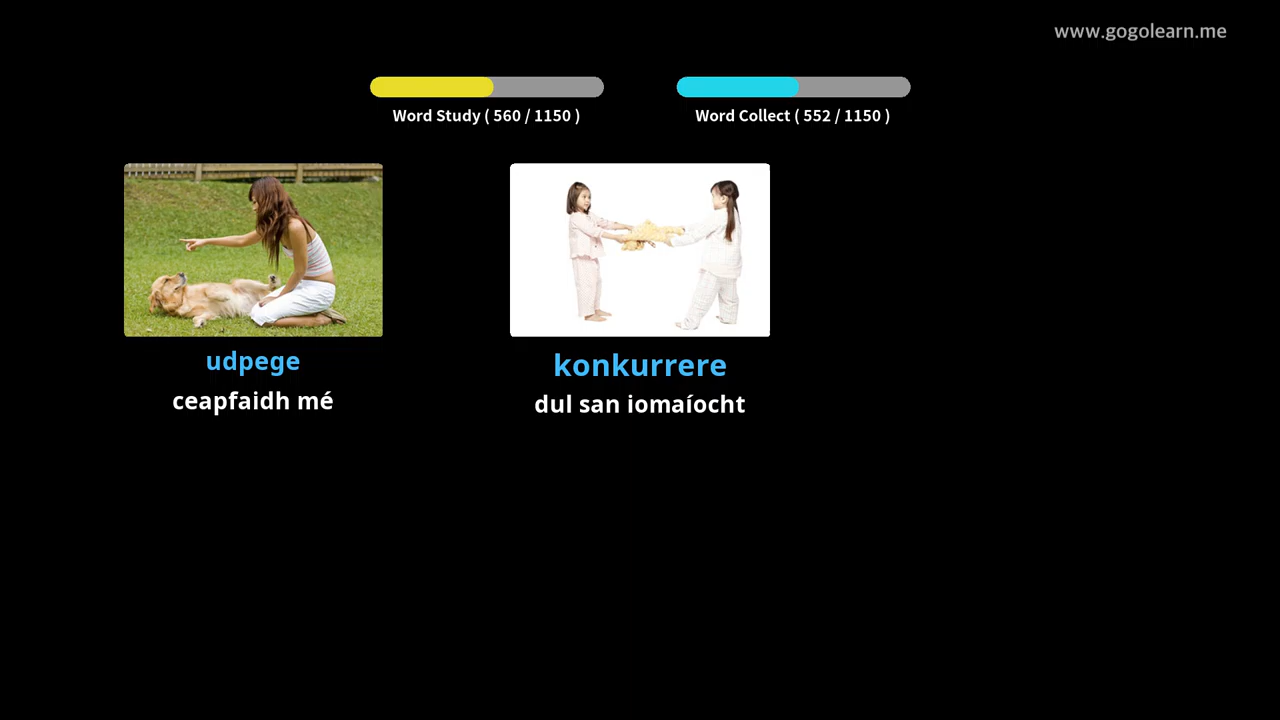 www.gogolearn.me
Word Study ( 560 / 1150 )
Word Collect ( 552 / 1150 )
udpege
ceapfaidh mé
konkurrere
dul san iomaíocht